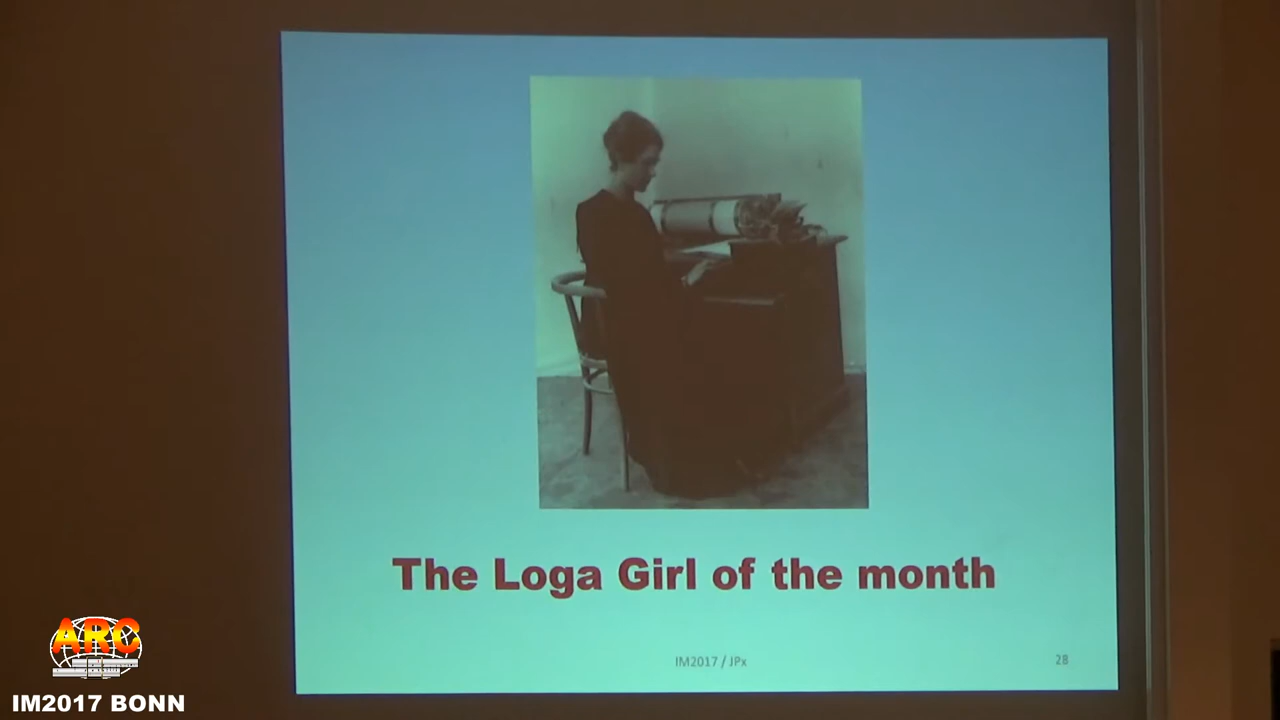 The Loga Girl of the month
IM2017 / JPx
28
ARC
IM2017 BONN